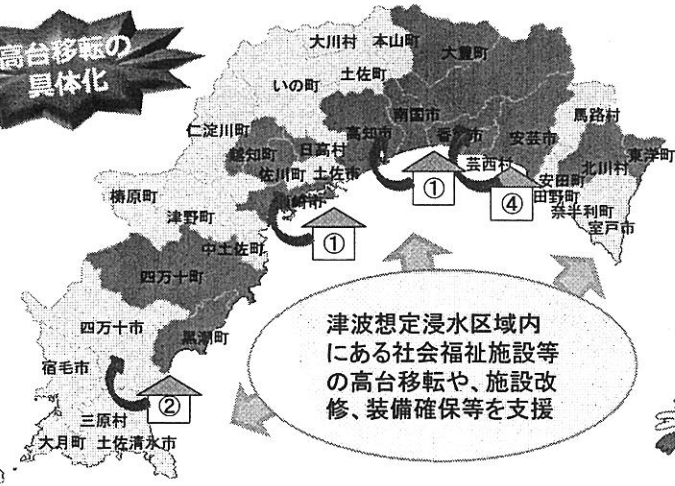 高台移転の
具体化
大川村
本山町
大豊町
土佐町
いの町
馬路村
南国市
仁淀川町
高知市
安芸市
東洋町
日高村
越知町
北川村
芸西村
佐川町
土佐市
安田町
田野町
檮原町
①
④
奈半利町
津野町
須崎市
室戸市
①
中土佐町
四万十町
四万十市
黒潮町
宿毛市
②
三原村
大月町
土佐清水市
津波想定浸水区域内
にある社会福祉施設等
の高台移転や、施設改
修、装備確保等を支援